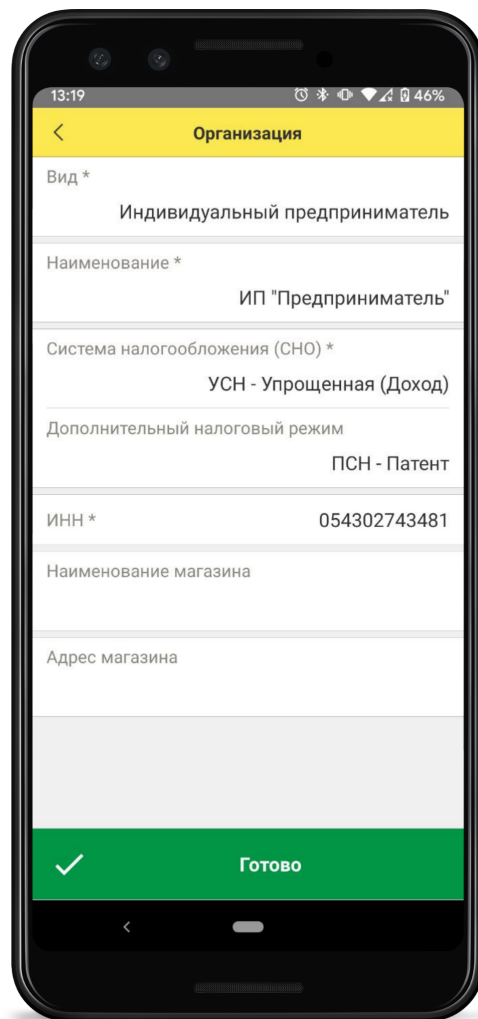 13:19 46%
Организация
Вид *
Индивидуальный предприниматель
Наименование *
ИП "Предприниматель"
Система налогообложения (СНО) *
УСН - Упрощенная (Доход)
Дополнительный налоговый режим
ПСН - Патент
ИНН * 054302743481
Наименование магазина
Адрес магазина
Готово